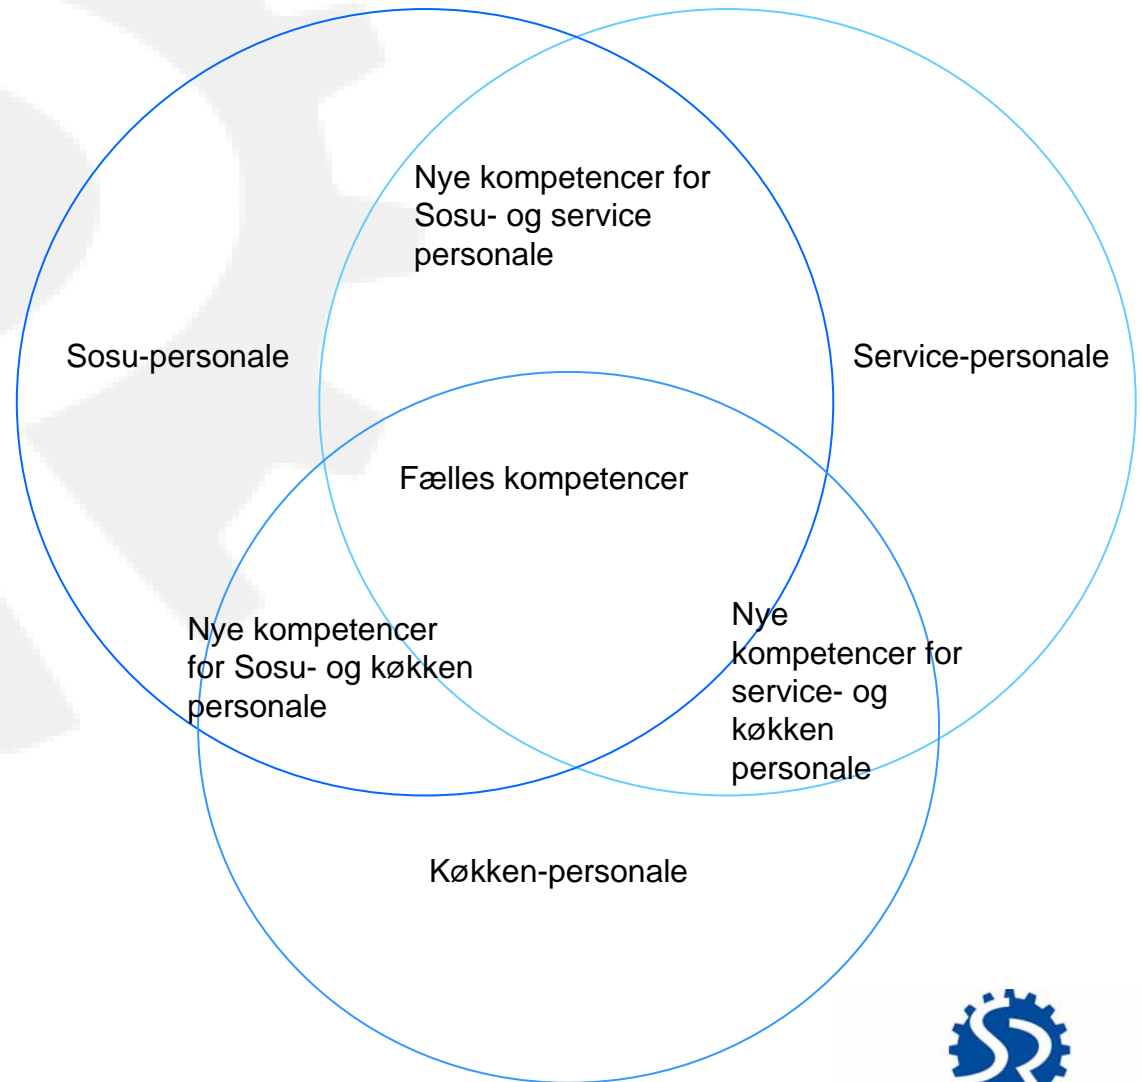 Nye kompetencer for
Sosu- og service
personale
Sosu-personale
Service-personale
Fælles kompetencer
Nye kompetencer
for Sosu- og køkken
personale
Nye
kompetencer for
service- og
køkken
personale
Køkken-personale
SR